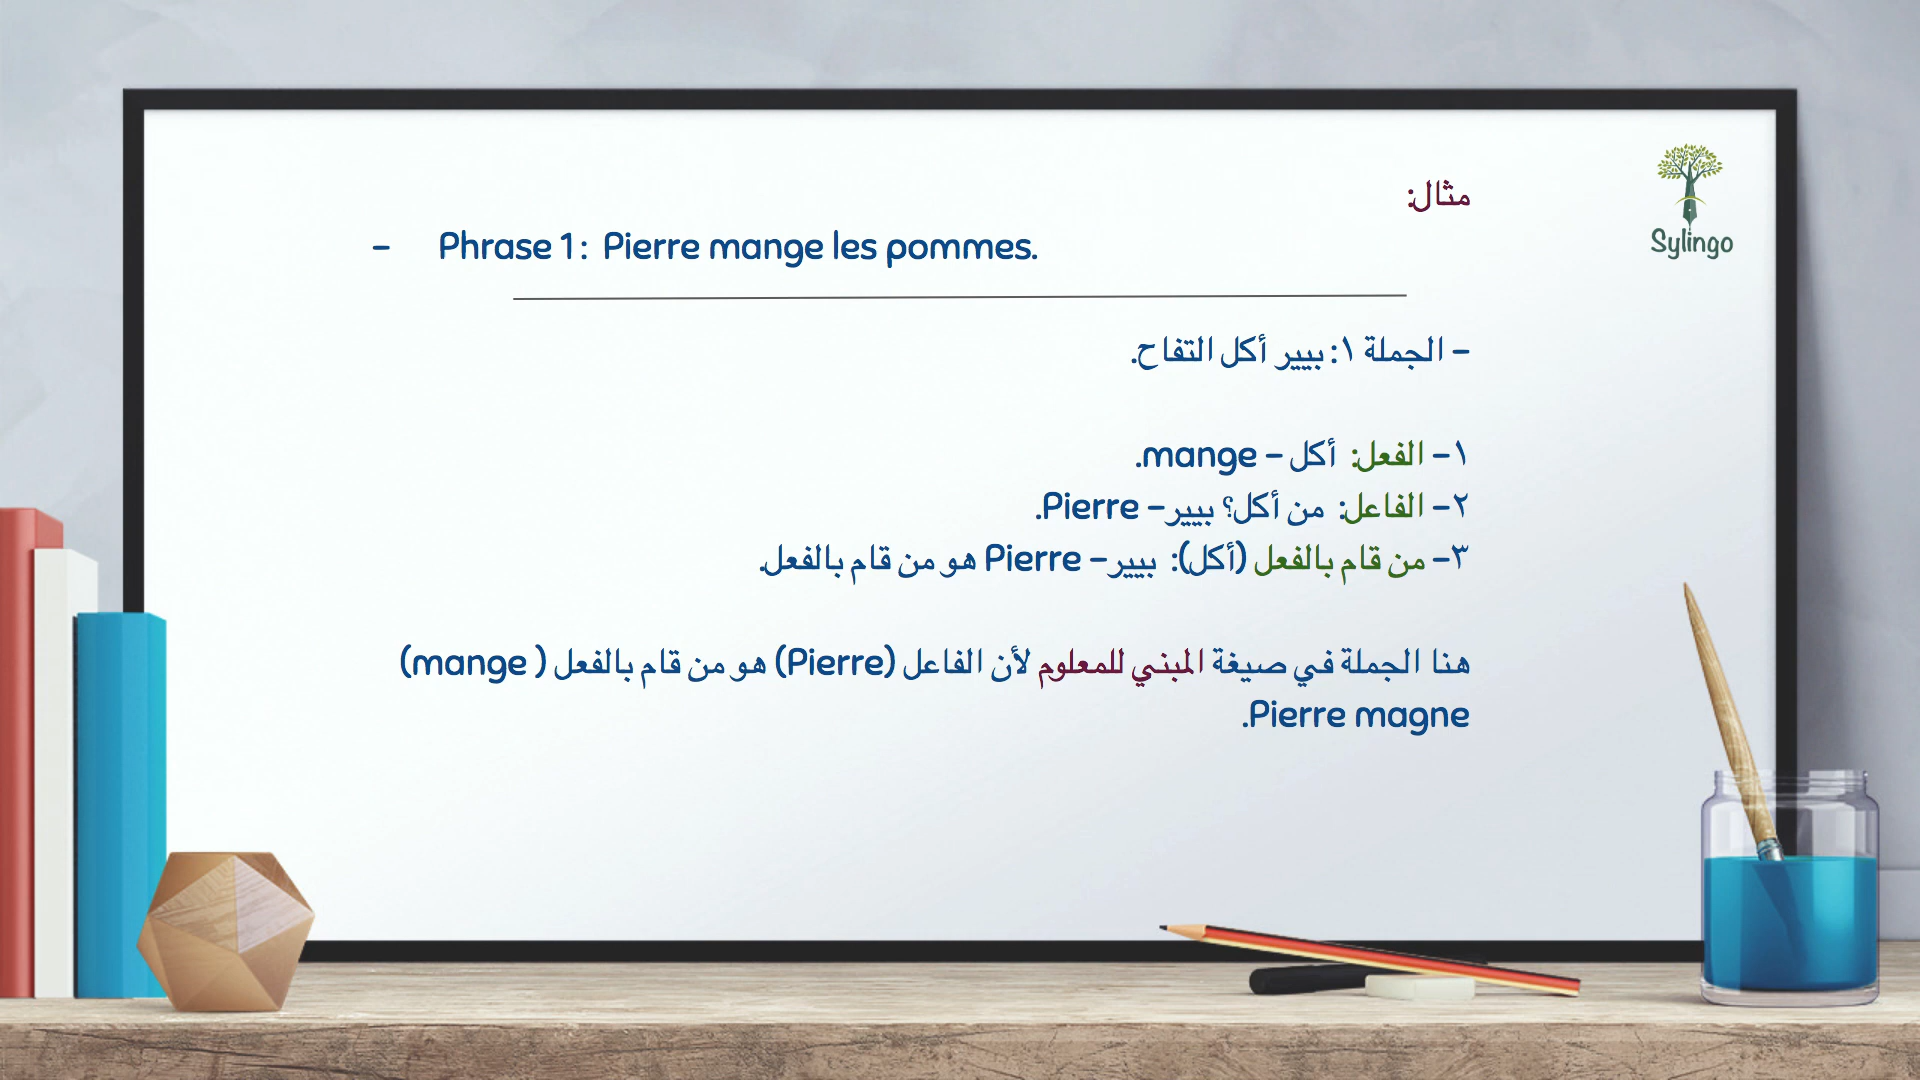 Sylingo
مثال:
- Phrase 1: Pierre mange les pommes.
- الجملة ١: بيير أكل التفاح.
١- الفعل: أكل - mange.
٢- الفاعل: من أكل؟ بيير- Pierre.
٣- من قام بالفعل (أكل): بيير- Pierre هو من قام بالفعل.
هنا الجملة في صيغة المبني للمعلوم لأن الفاعل (Pierre) هو من قام بالفعل ( mange)
Pierre magne.